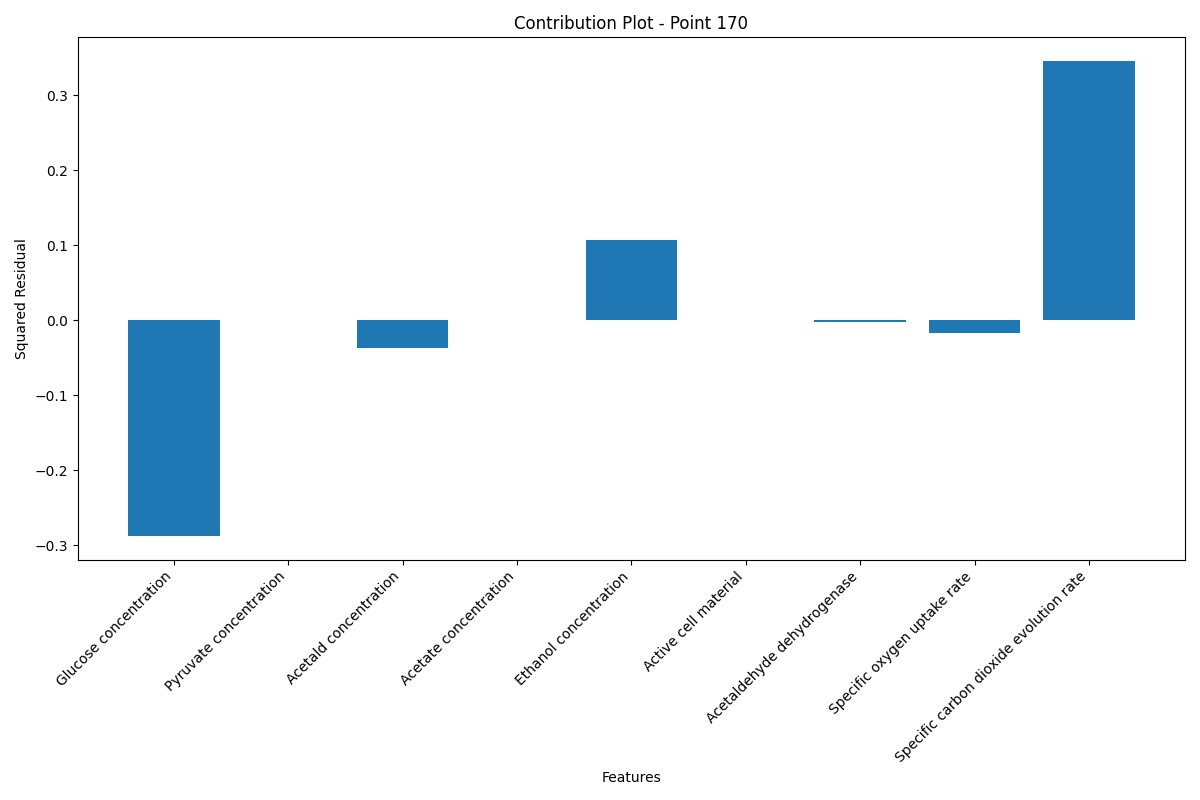 Contribution Plot - Point 170
Squared Residual
0.3
0.2
0.1
0.0
−0.1
−0.2
−0.3
Glucose concentration
Pyruvate concentration
Acetald concentration
Acetate concentration
Ethanol concentration
Active cell material
Acetaldehyde dehydrogenase
Specific oxygen uptake rate
Specific carbon dioxide evolution rate
Features